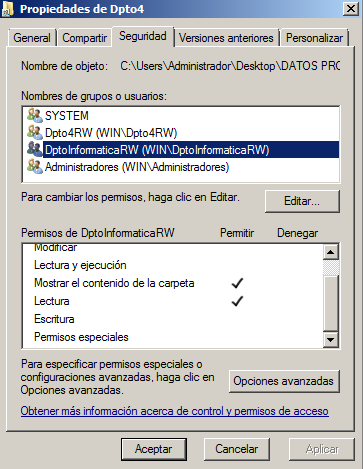 Propiedades de Dpto4
General
Compartir
Seguridad
Versiones anteriores
Personalizar
Nombre de objeto: C:\Users\Administrador\Desktop\DATOS PRO
Nombres de grupos o usuarios:
SYSTEM
Dpto4RW (WIN\Dpto4RW)
DptoInformaticaRW (WIN\DptoInformaticaRW)
Administradores (WIN\Administradores)
Para cambiar los permisos, haga clic en Editar.
Editar...
Permisos de DptoInformaticaRW Permitir Denegar
Modificar
Lectura y ejecución
Mostrar el contenido de la carpeta
Lectura
Escritura
Permisos especiales
Para especificar permisos especiales o
configuraciones avanzadas, haga clic en
Opciones avanzadas.
Opciones avanzadas
Obtener más información acerca de control y permisos de acceso
Aceptar
Cancelar
Aplicar